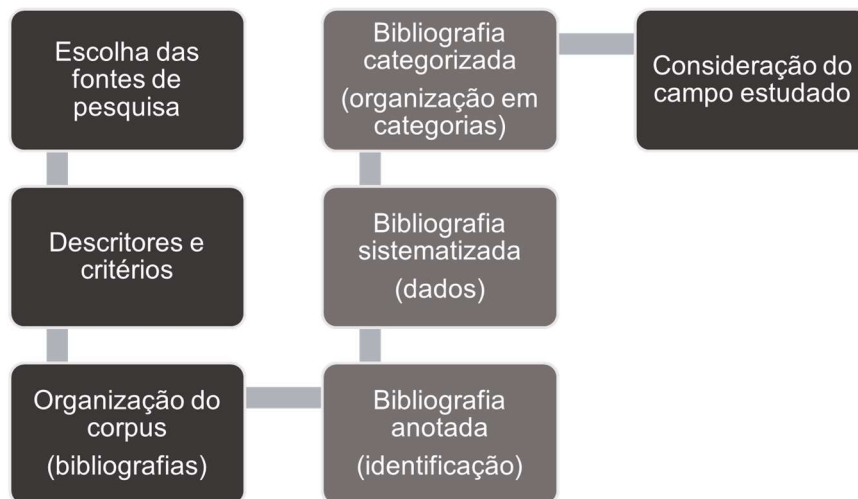 Escolha das
fontes de
pesquisa
Descritores e
critérios
Organização do
corpus
(bibliografias)
Bibliografia
anotada
(identificação)
Bibliografia
sistematizada
(dados)
Bibliografia
categorizada
(organização em
categorias)
Consideração do
campo estudado